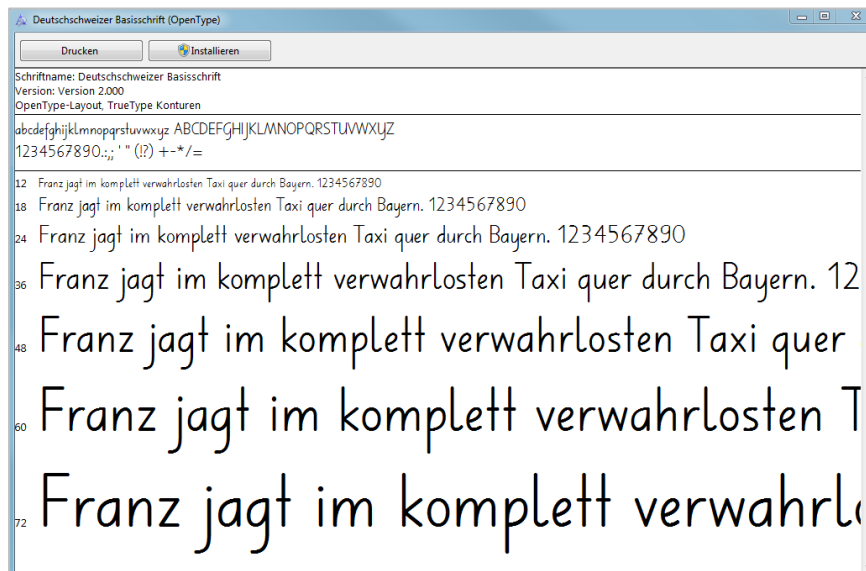 Deutschschweizer Basisschrift (OpenType)
Drucken Installieren
Schriftname: Deutschschweizer Basisschrift
Version: Version 2.000
OpenType-Layout, TrueType Konturen
abcdefghijklmnopqrstuvwxyz ABCDEFGHIJKLMNOPQRSTUVWXYZ
1234567890.:,; ' " (!?) +-*/=
12 Franz jagt im komplett verwahrlosten Taxi quer durch Bayern. 1234567890
18 Franz jagt im komplett verwahrlosten Taxi quer durch Bayern. 1234567890
24 Franz jagt im komplett verwahrlosten Taxi quer durch Bayern. 1234567890
36 Franz jagt im komplett verwahrlosten Taxi quer durch Bayern. 12
48 Franz jagt im komplett verwahrlosten Taxi quer
60 Franz jagt im komplett verwahrlosten T
72 Franz jagt im komplett verwahrlo